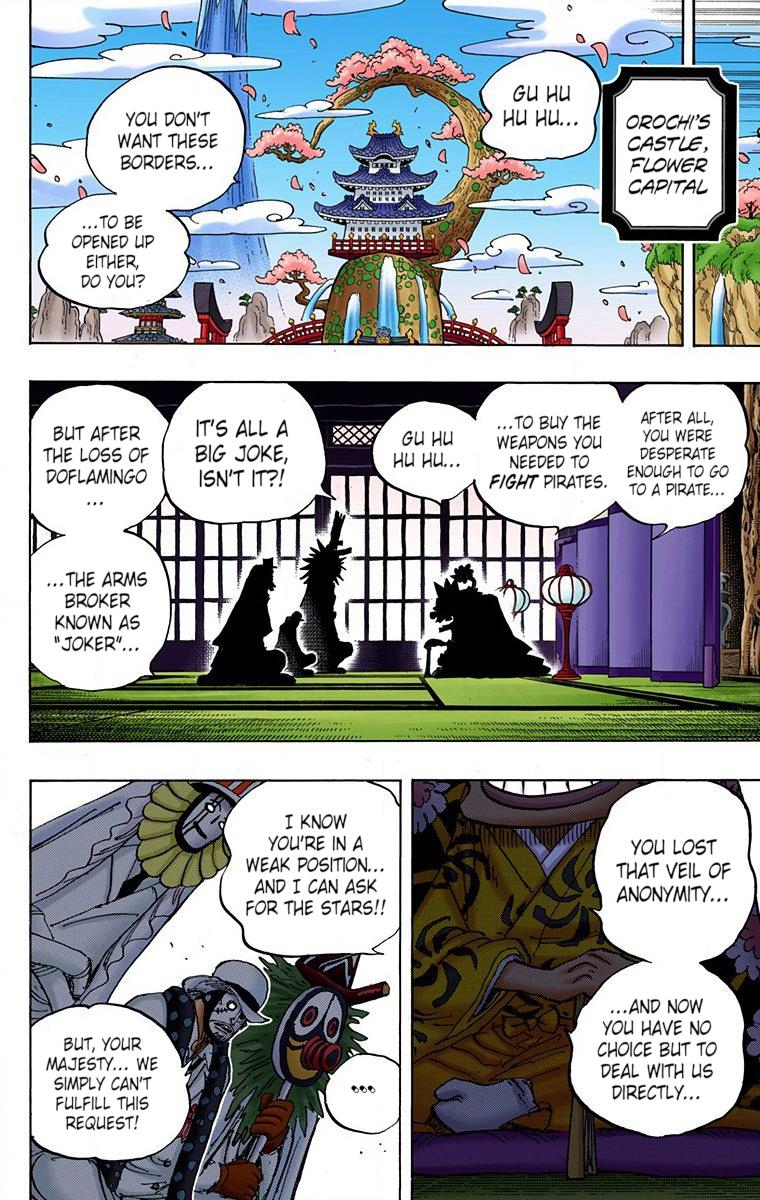 OROCHI'S
CASTLE,
FLOWER
CAPITAL
GU HU
HU HU...
YOU DON'T
WANT THESE
BORDERS...
...TO BE
OPENED UP
EITHER,
DO YOU?
AFTER ALL,
YOU WERE
DESPERATE
ENOUGH TO GO
TO A PIRATE...
...TO BUY THE
WEAPONS YOU
NEEDED TO
FIGHT PIRATES.
GU HU
HU HU...
IT'S ALL A
BIG JOKE,
ISN'T IT?!
BUT AFTER
THE LOSS OF
DOFLAMINGO
...
...THE ARMS
BROKER
KNOWN AS
"JOKER"...
YOU LOST
THAT VEIL OF
ANONYMITY...
...AND NOW
YOU HAVE NO
CHOICE BUT TO
DEAL WITH US
DIRECTLY...
I KNOW
YOU'RE IN A
WEAK POSITION...
AND I CAN ASK
FOR THE STARS!!
...
BUT, YOUR
MAJESTY... WE
SIMPLY CAN'T
FULFILL THIS
REQUEST!